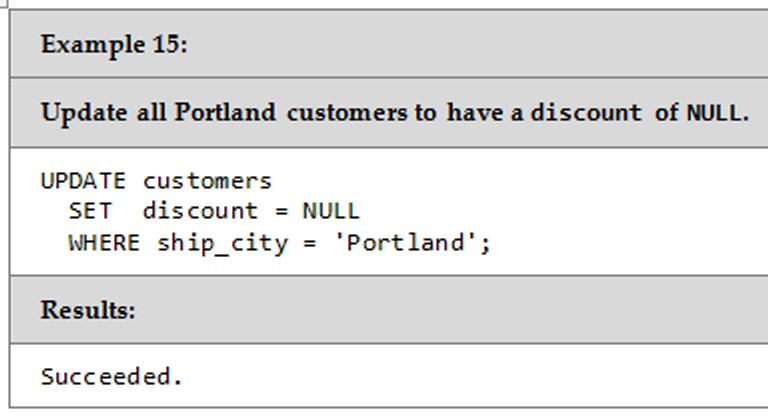 Example 15:
Update all Portland customers to have a discount of NULL.
UPDATE customers
SET discount = NULL
WHERE ship_city = 'Portland';
Results:
Succeeded.